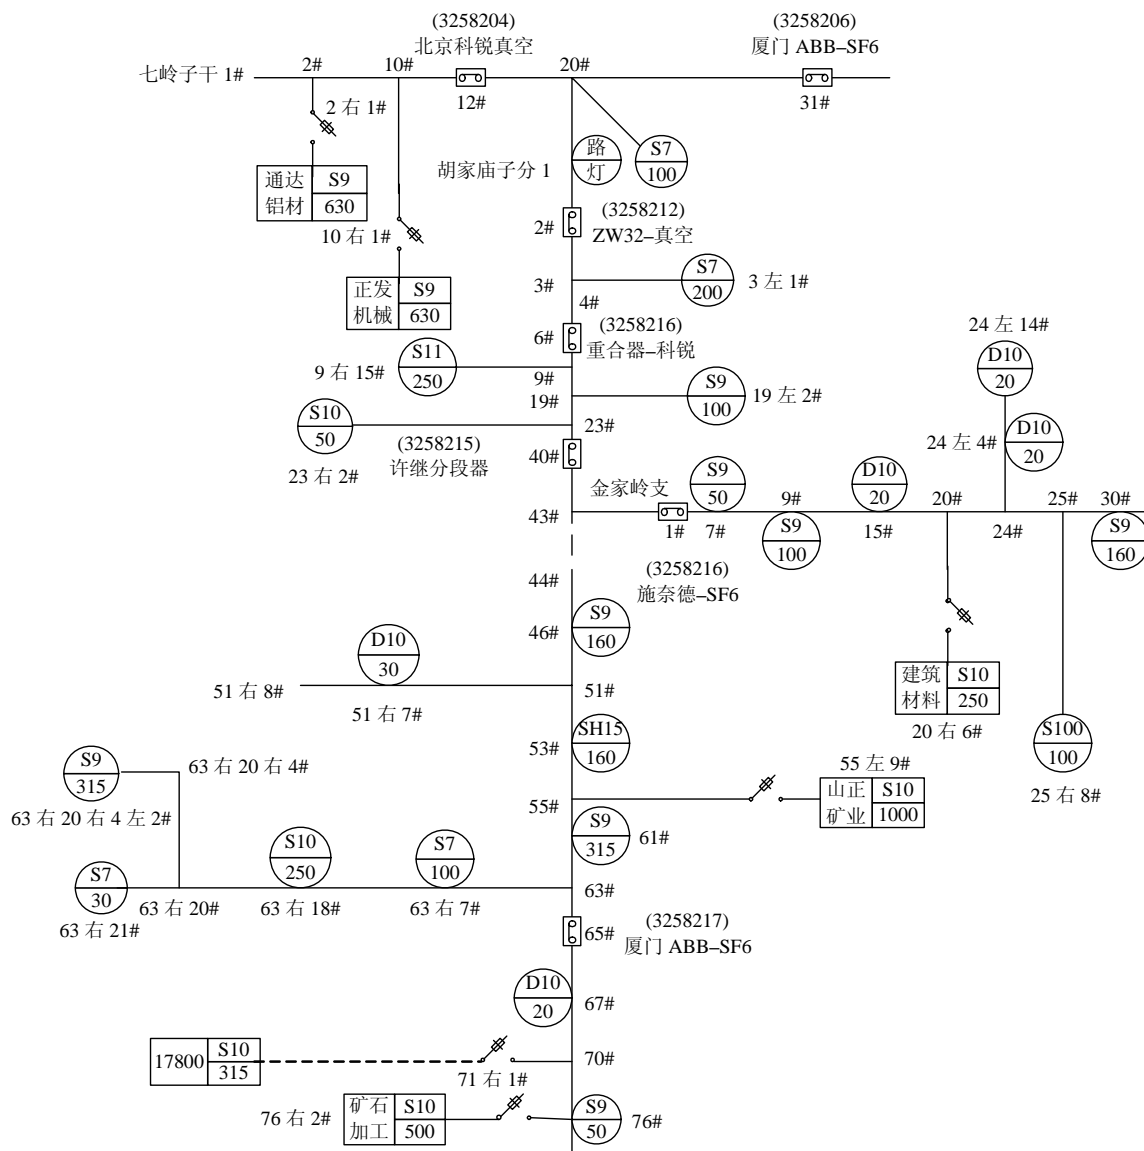 (3258204)
北京科锐真空
(3258206)
厦门 ABB–SF6
七岭子干 1#
2#
10#
12#
20#
31#
2 右 1#
通达
铝材
S9
630
胡家庙子分 1
路
灯
S7
100
10 右 1#
正发
机械
S9
630
2#
(3258212)
ZW32–真空
3#
S7
200
3 左 1#
4#
6#
(3258216)
重合器–科锐
9 右 15#
S11
250
9#
19#
S9
100
19 左 2#
S10
50
23 右 2#
23#
(3258215)
许继分段器
40#
24 左 14#
D10
20
24 左 4#
D10
20
43#
金家岭支
1#
S9
50
7#
9#
S9
100
D10
20
15#
20#
24#
25#
30#
S9
160
(3258216)
施奈德–SF6
44#
46#
S9
160
建筑
材料
S10
250
20 右 6#
S100
100
25 右 8#
51 右 8#
D10
30
51 右 7#
51#
53#
SH15
160
55#
55 左 9#
山正
矿业
S10
1000
S9
315
61#
S9
315
63 右 20 右 4#
63 右 20 右 4 左 2#
S7
30
63 右 21#
63 右 20#
S10
250
63 右 18#
S7
100
63 右 7#
63#
65#
(3258217)
厦门 ABB–SF6
D10
20
67#
17800
S10
315
71 右 1#
70#
76 右 2#
矿石
加工
S10
500
S9
50
76#